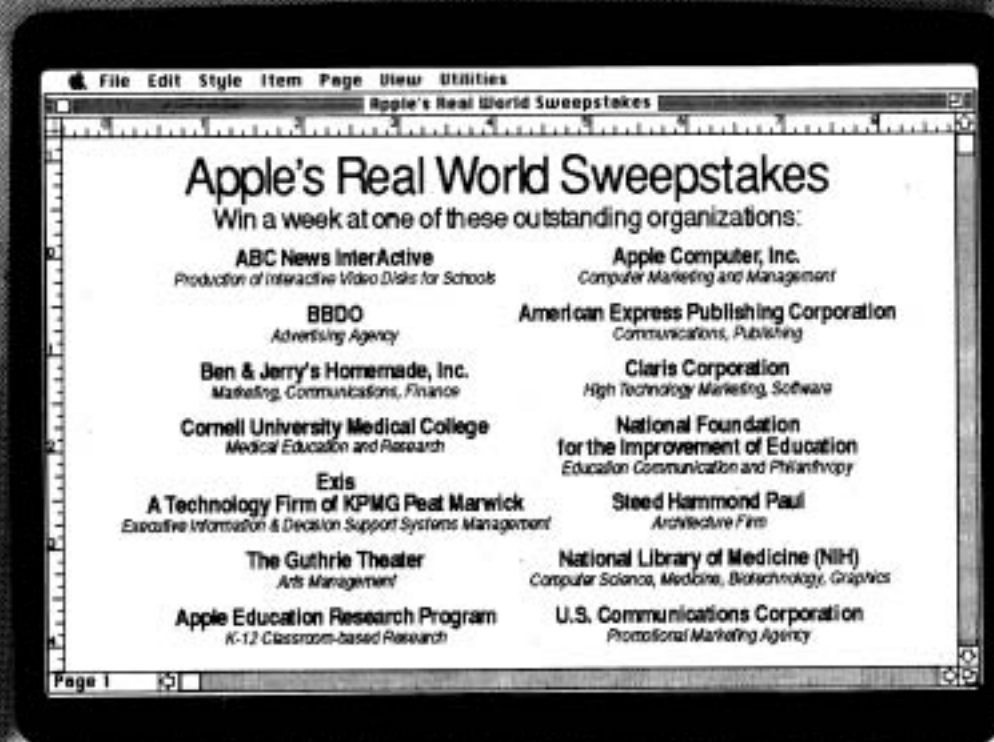 File Edit Style Item Page View Utilities
Apple's Real World Sweepstakes
Apple's Real World Sweepstakes
Win a week at one of these outstanding organizations:
ABC News InterActive
Production of Interactive Video Disks for Schools
BBDO
Advertising Agency
Ben & Jerry's Homemade, Inc.
Marketing, Communications, Finance
Cornell University Medical College
Medical Education and Research
Exis
A Technology Firm of KPMG Peat Marwick
Executive Information & Decision Support Systems Management
The Guthrie Theater
Arts Management
Apple Education Research Program
K-12 Classroom-based Research
Apple Computer, Inc.
Computer Marketing and Management
American Express Publishing Corporation
Communications, Publishing
Claris Corporation
High Technology Marketing, Software
National Foundation
for the Improvement of Education
Education Communication and Philanthropy
Steed Hammond Paul
Architecture Firm
National Library of Medicine (NIH)
Computer Science, Medicine, Biotechnology, Graphics
U.S. Communications Corporation
Promotional Marketing Agency
Page 1